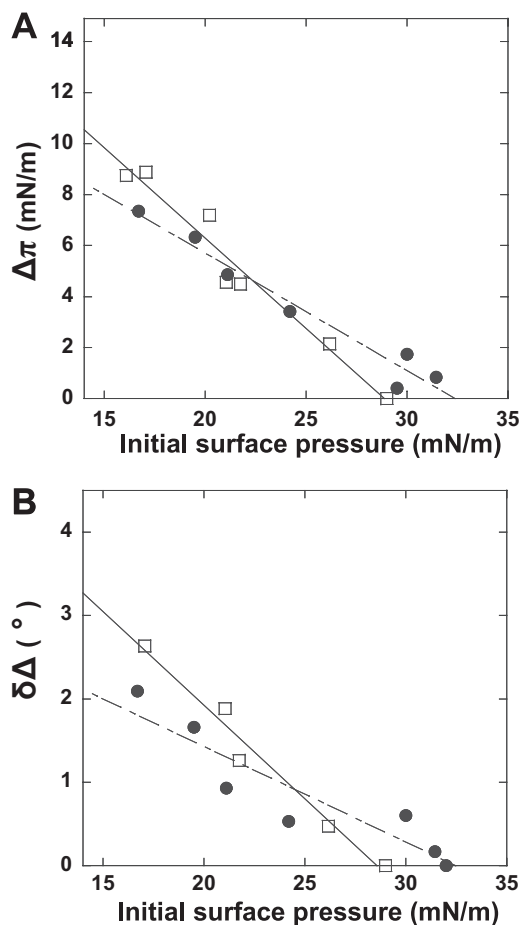 A
14
12
10
8
6
4
2
0
Δπ (mN/m)
15 20 25 30 35
Initial surface pressure (mN/m)
B
4
3
2
1
0
δΔ ( ° )
15 20 25 30 35
Initial surface pressure (mN/m)